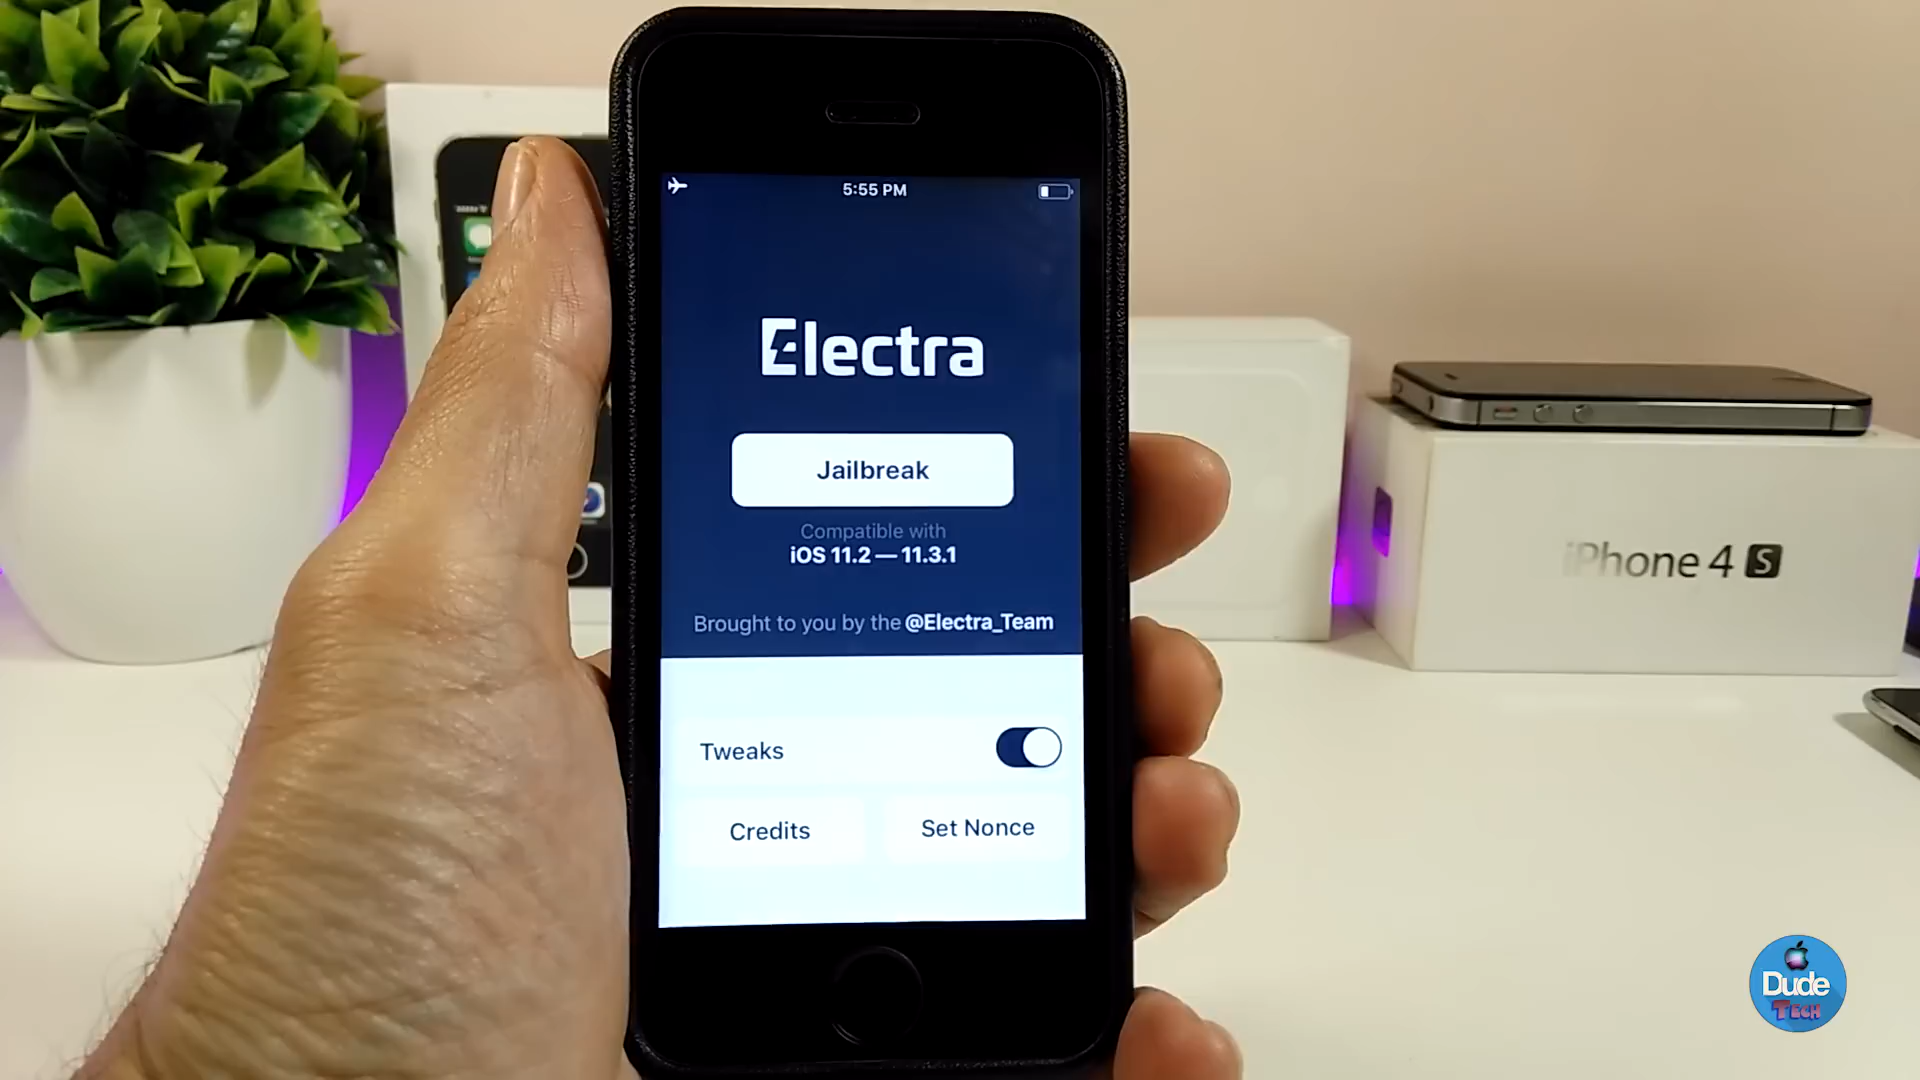 5:55 PM
Electra
Jailbreak
Compatible with
iOS 11.2 — 11.3.1
Brought to you by the @Electra_Team
Tweaks
Credits
Set Nonce
iPhone 4S
Dude
Tech